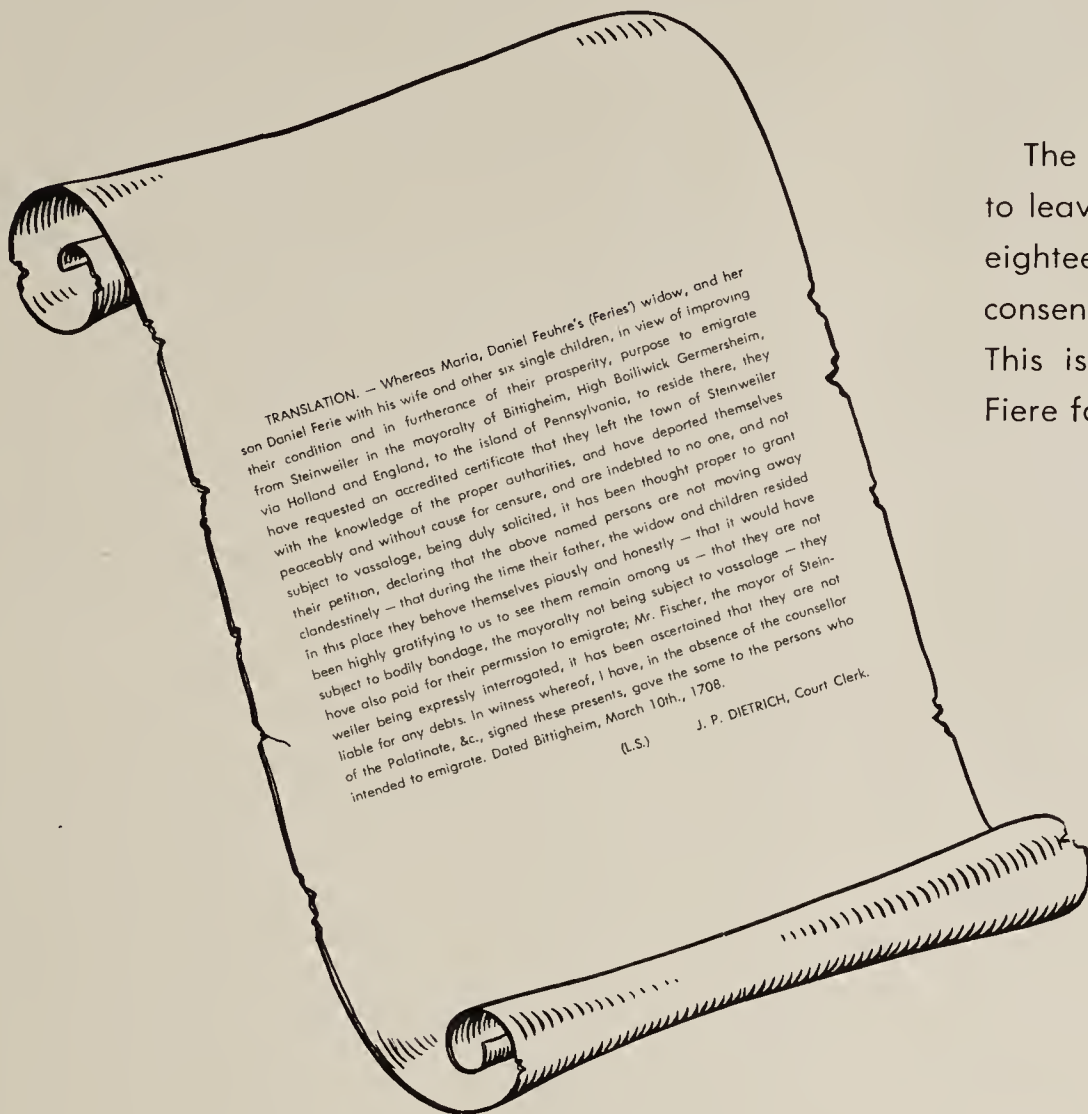 TRANSLATION. — Whereas Maria, Daniel Feuhre's (Feries') widow, and her
son Daniel Ferie with his wife ond other six single children, in view of improving
their condition and in furtherance of their prasperity, purpose to emigrate
from Steinweiler in the mayoralty of Bittigheim, High Boiliwick Germersheim,
via Holland and England, to the island of Pennsylvania, to reside there, they
have requested an accredited certificate that they left the town of Steinweiler
with the knowledge of the proper authorities, and have deported themselves
peaceably and without cause for censure, ond are indebted to no one, and not
subject to vassaloge, being duly solicited, it has been thought proper to grant
their petition, declaring that the above named persons are not moving away
clandestinely — that during the time their father, the widow ond children resided
in this place they behove themselves piausly and honestly — that it would have
been highly gratifying to us to see them remain among us — thot they are not
subject to bodily bondage, the mayoralty not being subject to vassalage — they
have also paid for their permission to emigrate; Mr. Fischer, the mayor of Stein-
weiler being expressly interrogated, it has been ascertained that they are not
liable for any debts. In witness whereof, I have, in the absence of the counsellor
of the Palatinate, &c., signed these presents, gave the some to the persons who
intended to emigrate. Dated Bittigheim, March 10th., 1708.
(L.S.) J. P. DIETRICH, Court Clerk.
The
to leav
eightee
consen
This is
Fiere fo